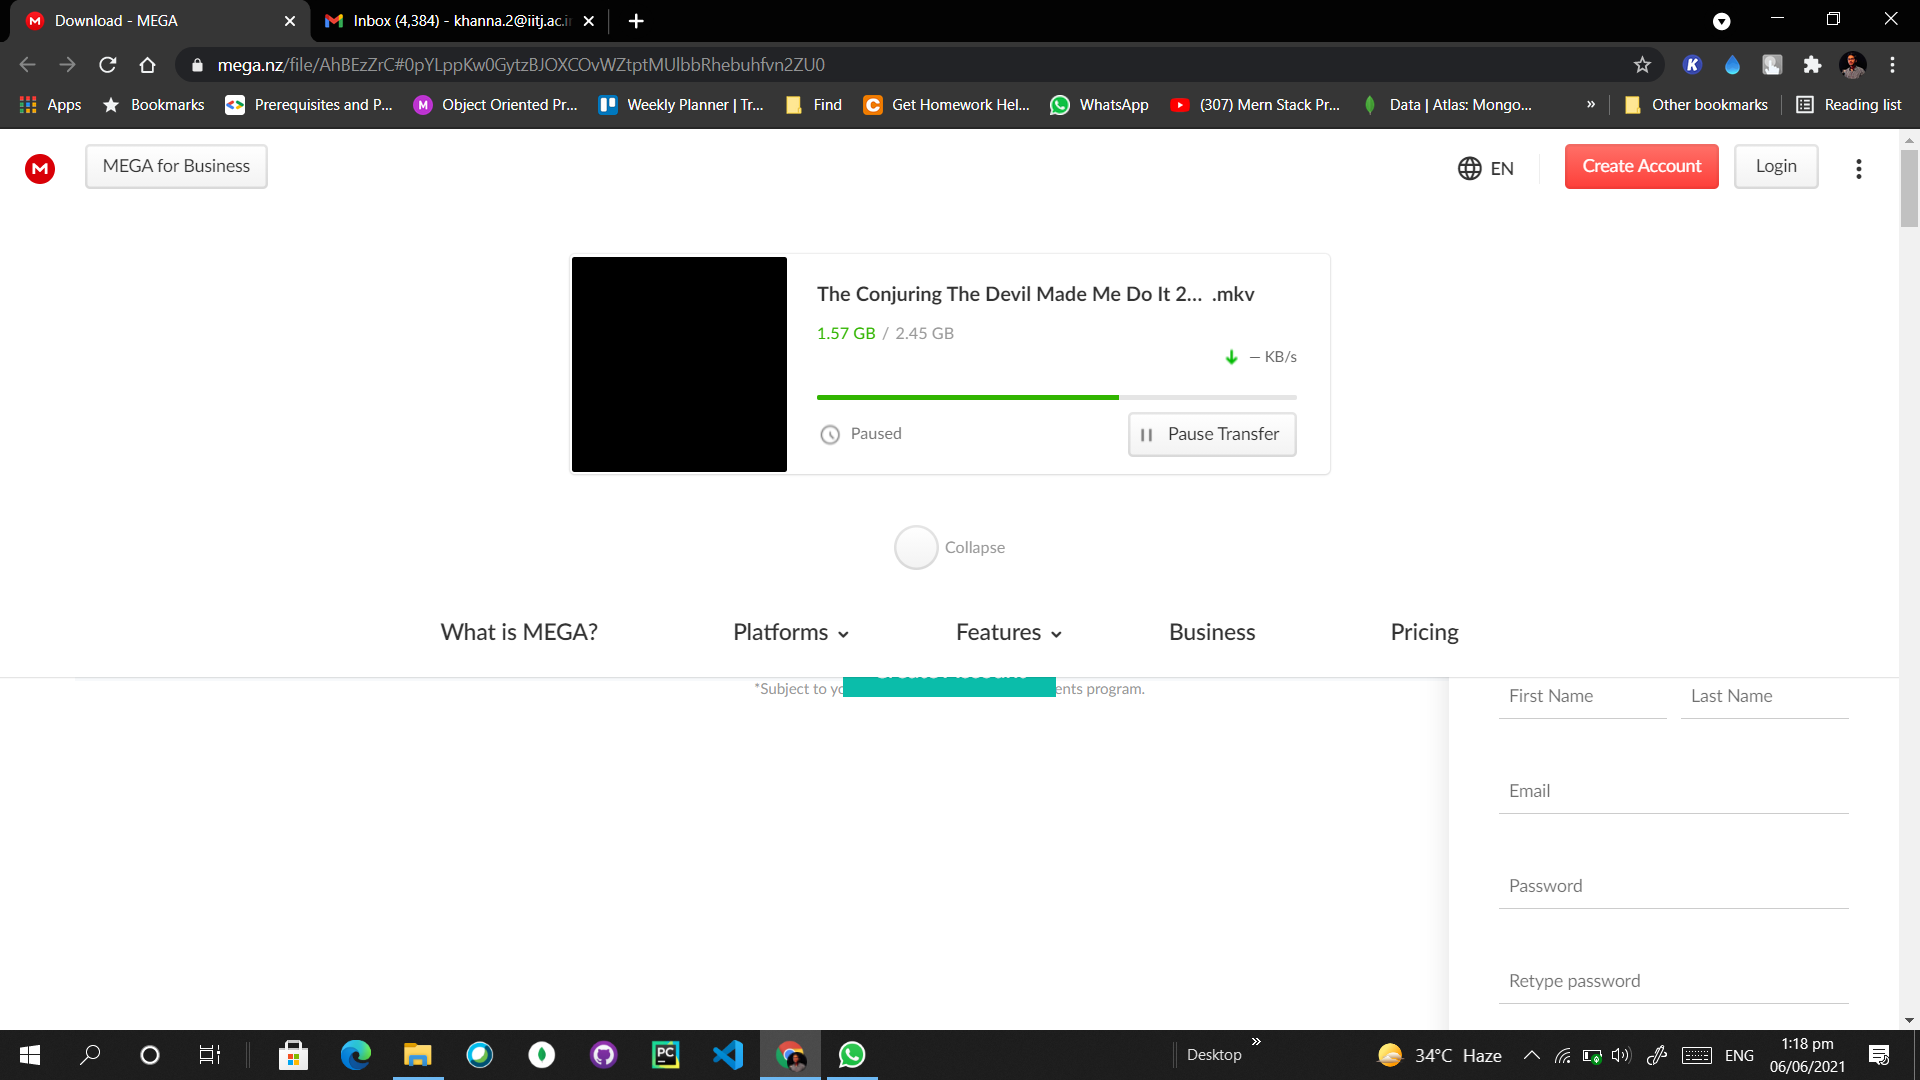 Download - MEGA
Inbox (4,384) - khanna.2@iitj.ac.i
mega.nz/file/AhBEzZrC#0pYLppKw0GytzBJOXCOvWZtptMUlbbRhebuhfvn2ZU0
Apps Bookmarks Prerequisites and P... Object Oriented Pr... Weekly Planner | Tr... Find Get Homework Hel... WhatsApp (307) Mern Stack Pr... Data | Atlas: Mongo... » Other bookmarks Reading list
MEGA for Business EN Create Account Login
The Conjuring The Devil Made Me Do It 2... .mkv
1.57 GB / 2.45 GB
— KB/s
Paused Pause Transfer
Collapse
What is MEGA? Platforms Features Business Pricing
*Subject to yo ents program.
First Name Last Name
Email
Password
Retype password
Desktop » 34°C Haze ENG 1:18 pm
06/06/2021